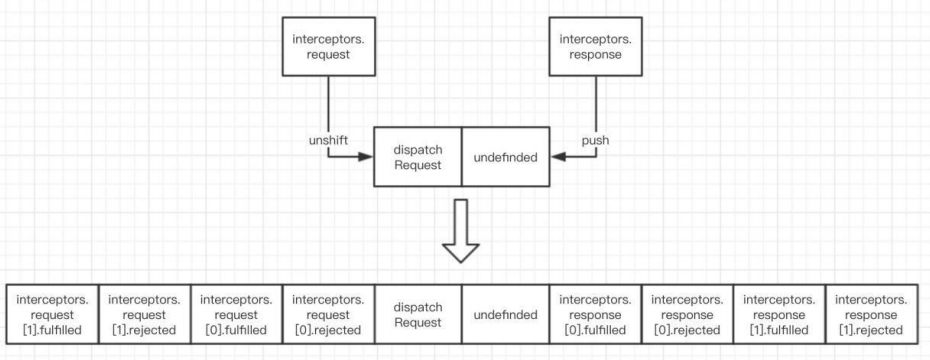 interceptors.
request
interceptors.
response
unshift
push
dispatch
Request
undefinded
interceptors.
request
[1].fulfilled
interceptors.
request
[1].rejected
interceptors.
request
[0].fulfilled
interceptors.
request
[0].rejected
dispatch
Request
undefinded
interceptors.
response
[0].fulfilled
interceptors.
response
[0].rejected
interceptors.
response
[1].fulfilled
interceptors.
response
[1].rejected